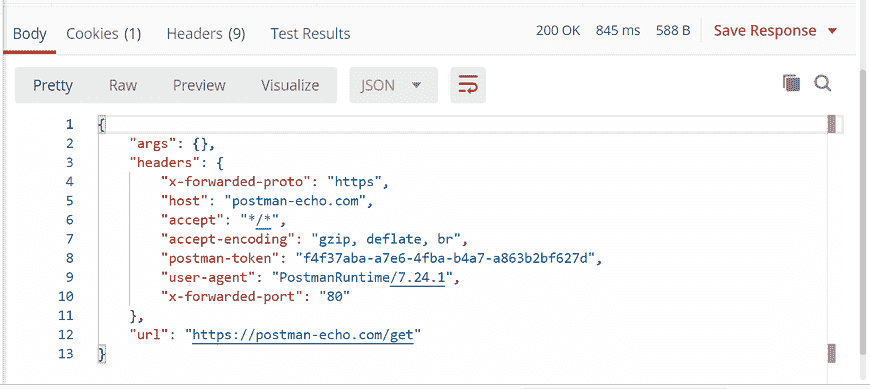 Body Cookies (1) Headers (9) Test Results 200 OK 845 ms 588 B Save Response
Pretty Raw Preview Visualize JSON
1 {
2 "args": {},
3 "headers": {
4 "x-forwarded-proto": "https",
5 "host": "postman-echo.com",
6 "accept": "*/*",
7 "accept-encoding": "gzip, deflate, br",
8 "postman-token": "f4f37aba-a7e6-4fba-b4a7-a863b2bf627d",
9 "user-agent": "PostmanRuntime/7.24.1",
10 "x-forwarded-port": "80"
11 },
12 "url": "https://postman-echo.com/get"
13 }